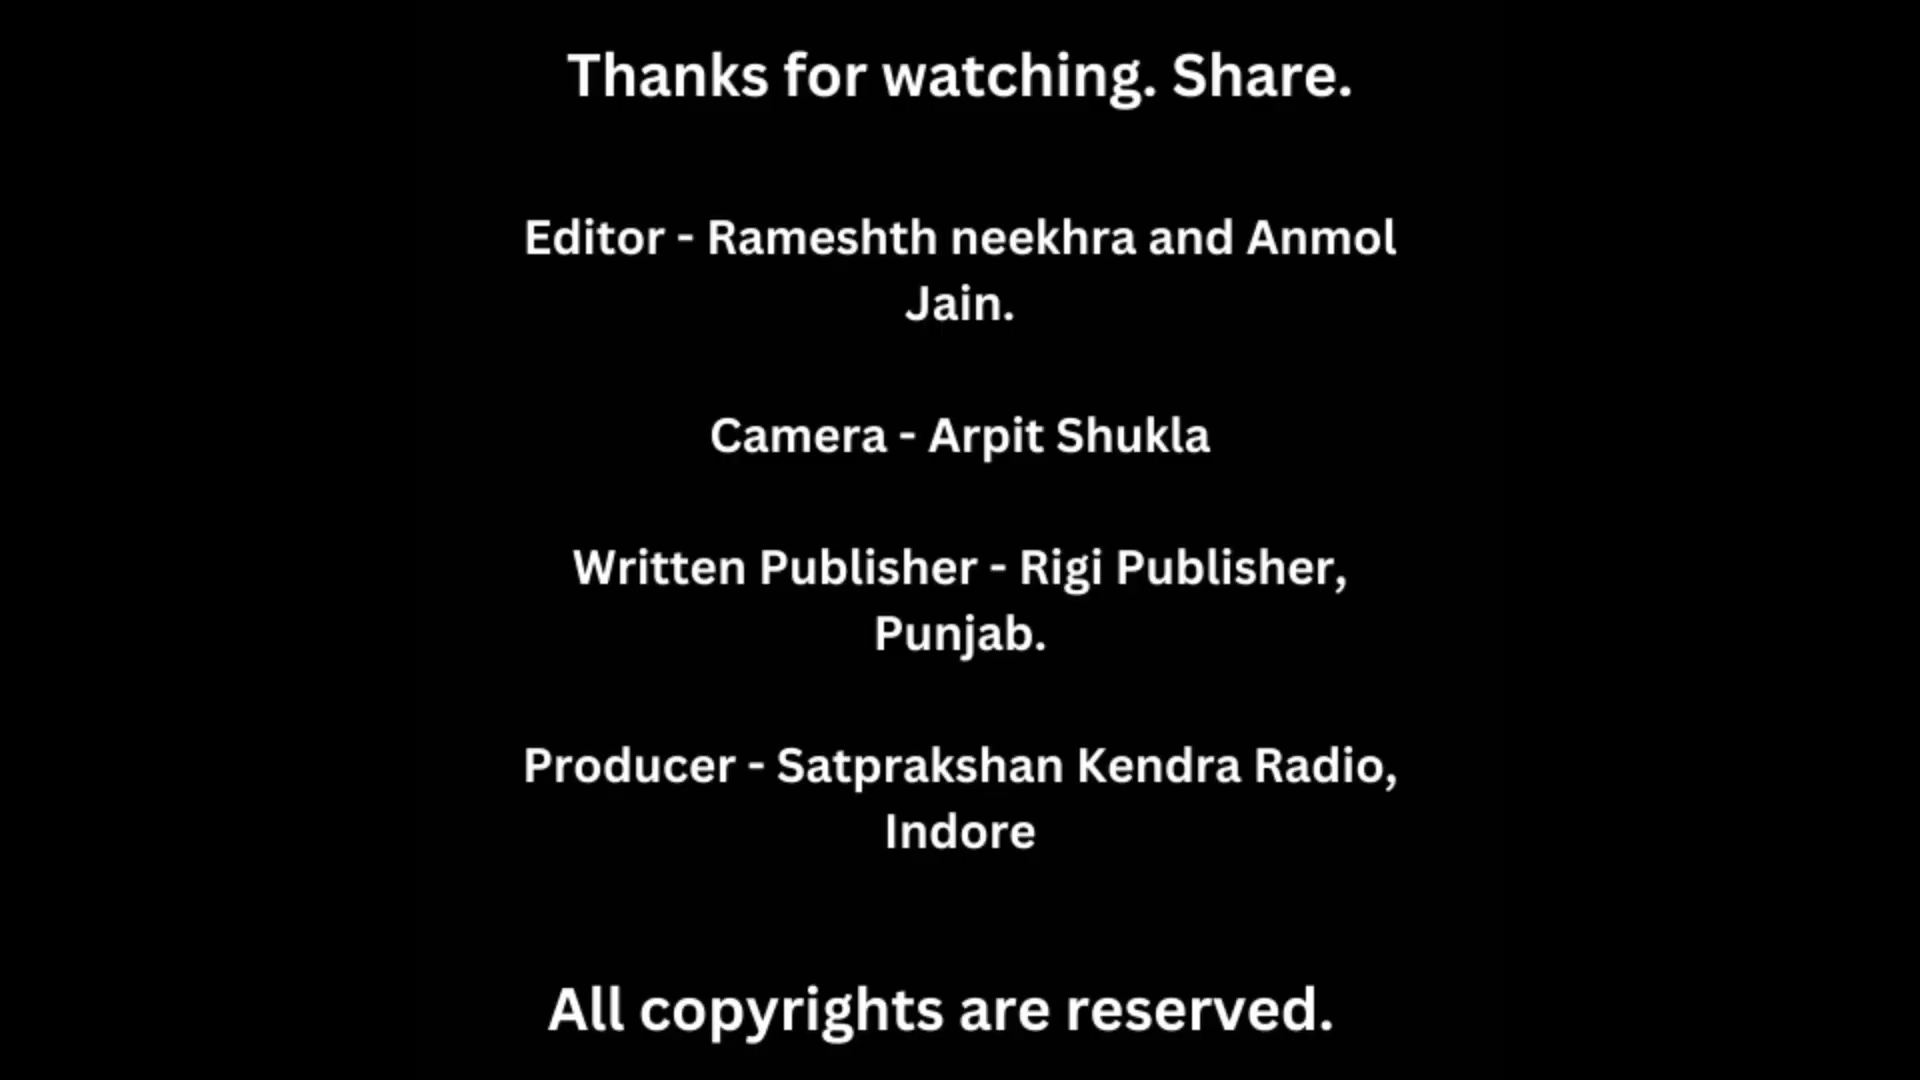 Thanks for watching. Share.
Editor - Rameshth neekhra and Anmol
Jain.
Camera - Arpit Shukla
Written Publisher - Rigi Publisher,
Punjab.
Producer - Satprakshan Kendra Radio,
Indore
All copyrights are reserved.